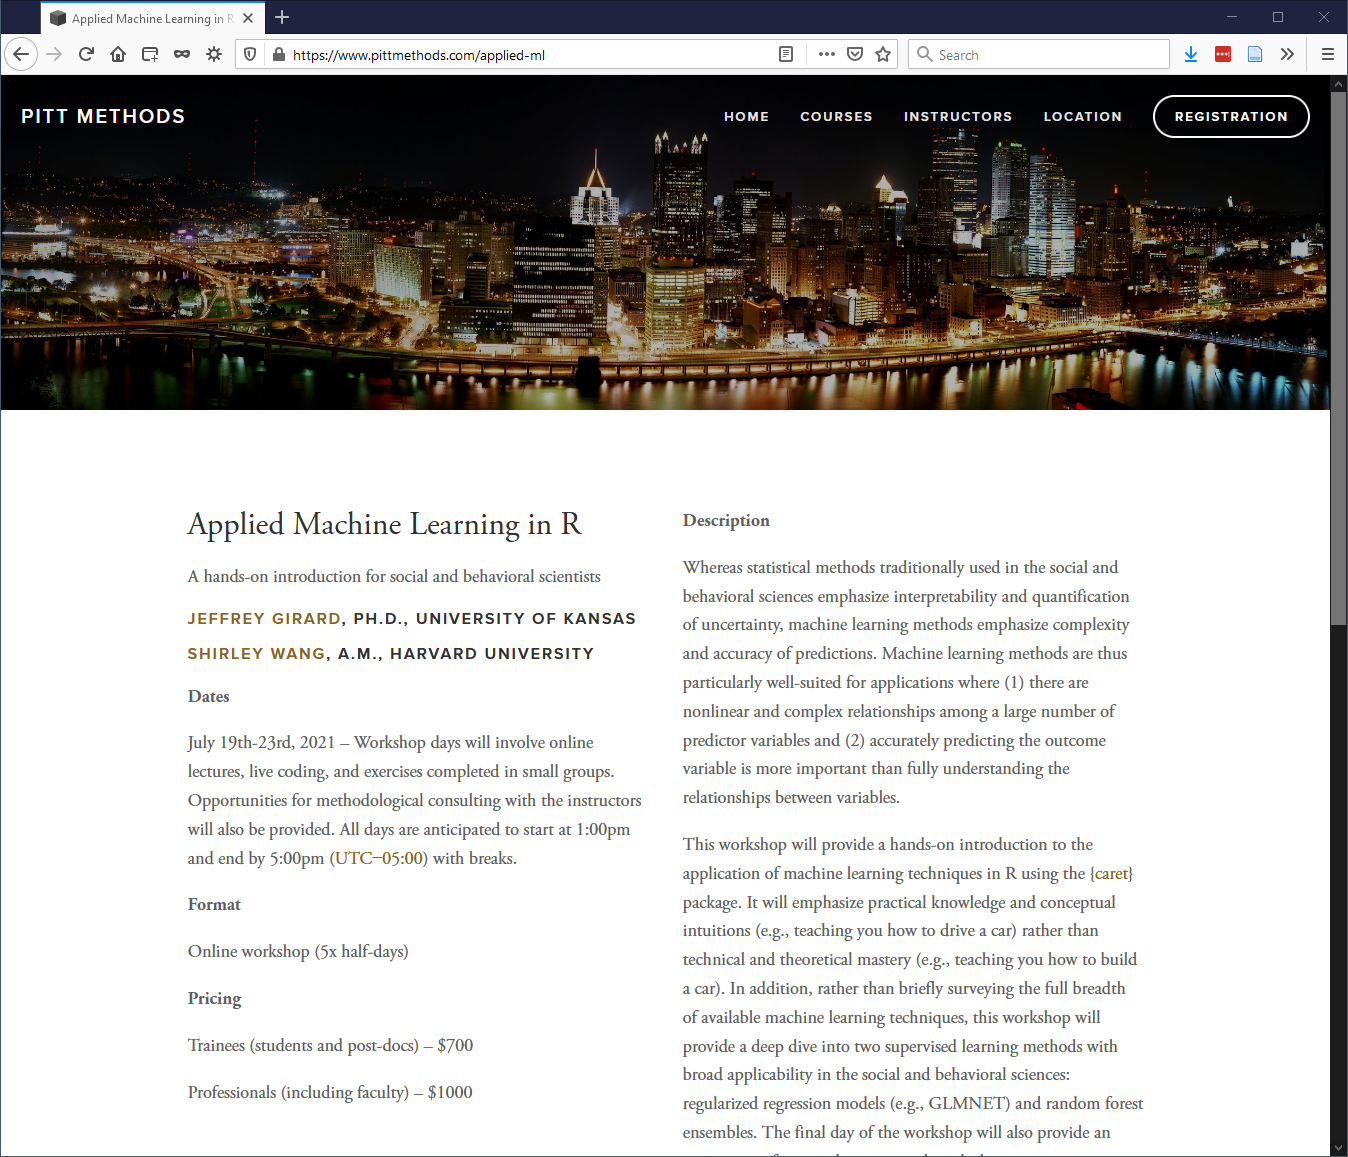 Applied Machine Learning in R
https://www.pittmethods.com/applied-ml
Search
PITT METHODS
HOME
COURSES
INSTRUCTORS
LOCATION
REGISTRATION
Applied Machine Learning in R
A hands-on introduction for social and behavioral scientists
JEFFREY GIRARD, PH.D., UNIVERSITY OF KANSAS
SHIRLEY WANG, A.M., HARVARD UNIVERSITY
Dates
July 19th-23rd, 2021 – Workshop days will involve online
lectures, live coding, and exercises completed in small groups.
Opportunities for methodological consulting with the instructors
will also be provided. All days are anticipated to start at 1:00pm
and end by 5:00pm (UTC−05:00) with breaks.
Format
Online workshop (5x half-days)
Pricing
Trainees (students and post-docs) – $700
Professionals (including faculty) – $1000
Description
Whereas statistical methods traditionally used in the social and
behavioral sciences emphasize interpretability and quantification
of uncertainty, machine learning methods emphasize complexity
and accuracy of predictions. Machine learning methods are thus
particularly well-suited for applications where (1) there are
nonlinear and complex relationships among a large number of
predictor variables and (2) accurately predicting the outcome
variable is more important than fully understanding the
relationships between variables.
This workshop will provide a hands-on introduction to the
application of machine learning techniques in R using the {caret}
package. It will emphasize practical knowledge and conceptual
intuitions (e.g., teaching you how to drive a car) rather than
technical and theoretical mastery (e.g., teaching you how to build
a car). In addition, rather than briefly surveying the full breadth
of available machine learning techniques, this workshop will
provide a deep dive into two supervised learning methods with
broad applicability in the social and behavioral sciences:
regularized regression models (e.g., GLMNET) and random forest
ensembles. The final day of the workshop will also provide an